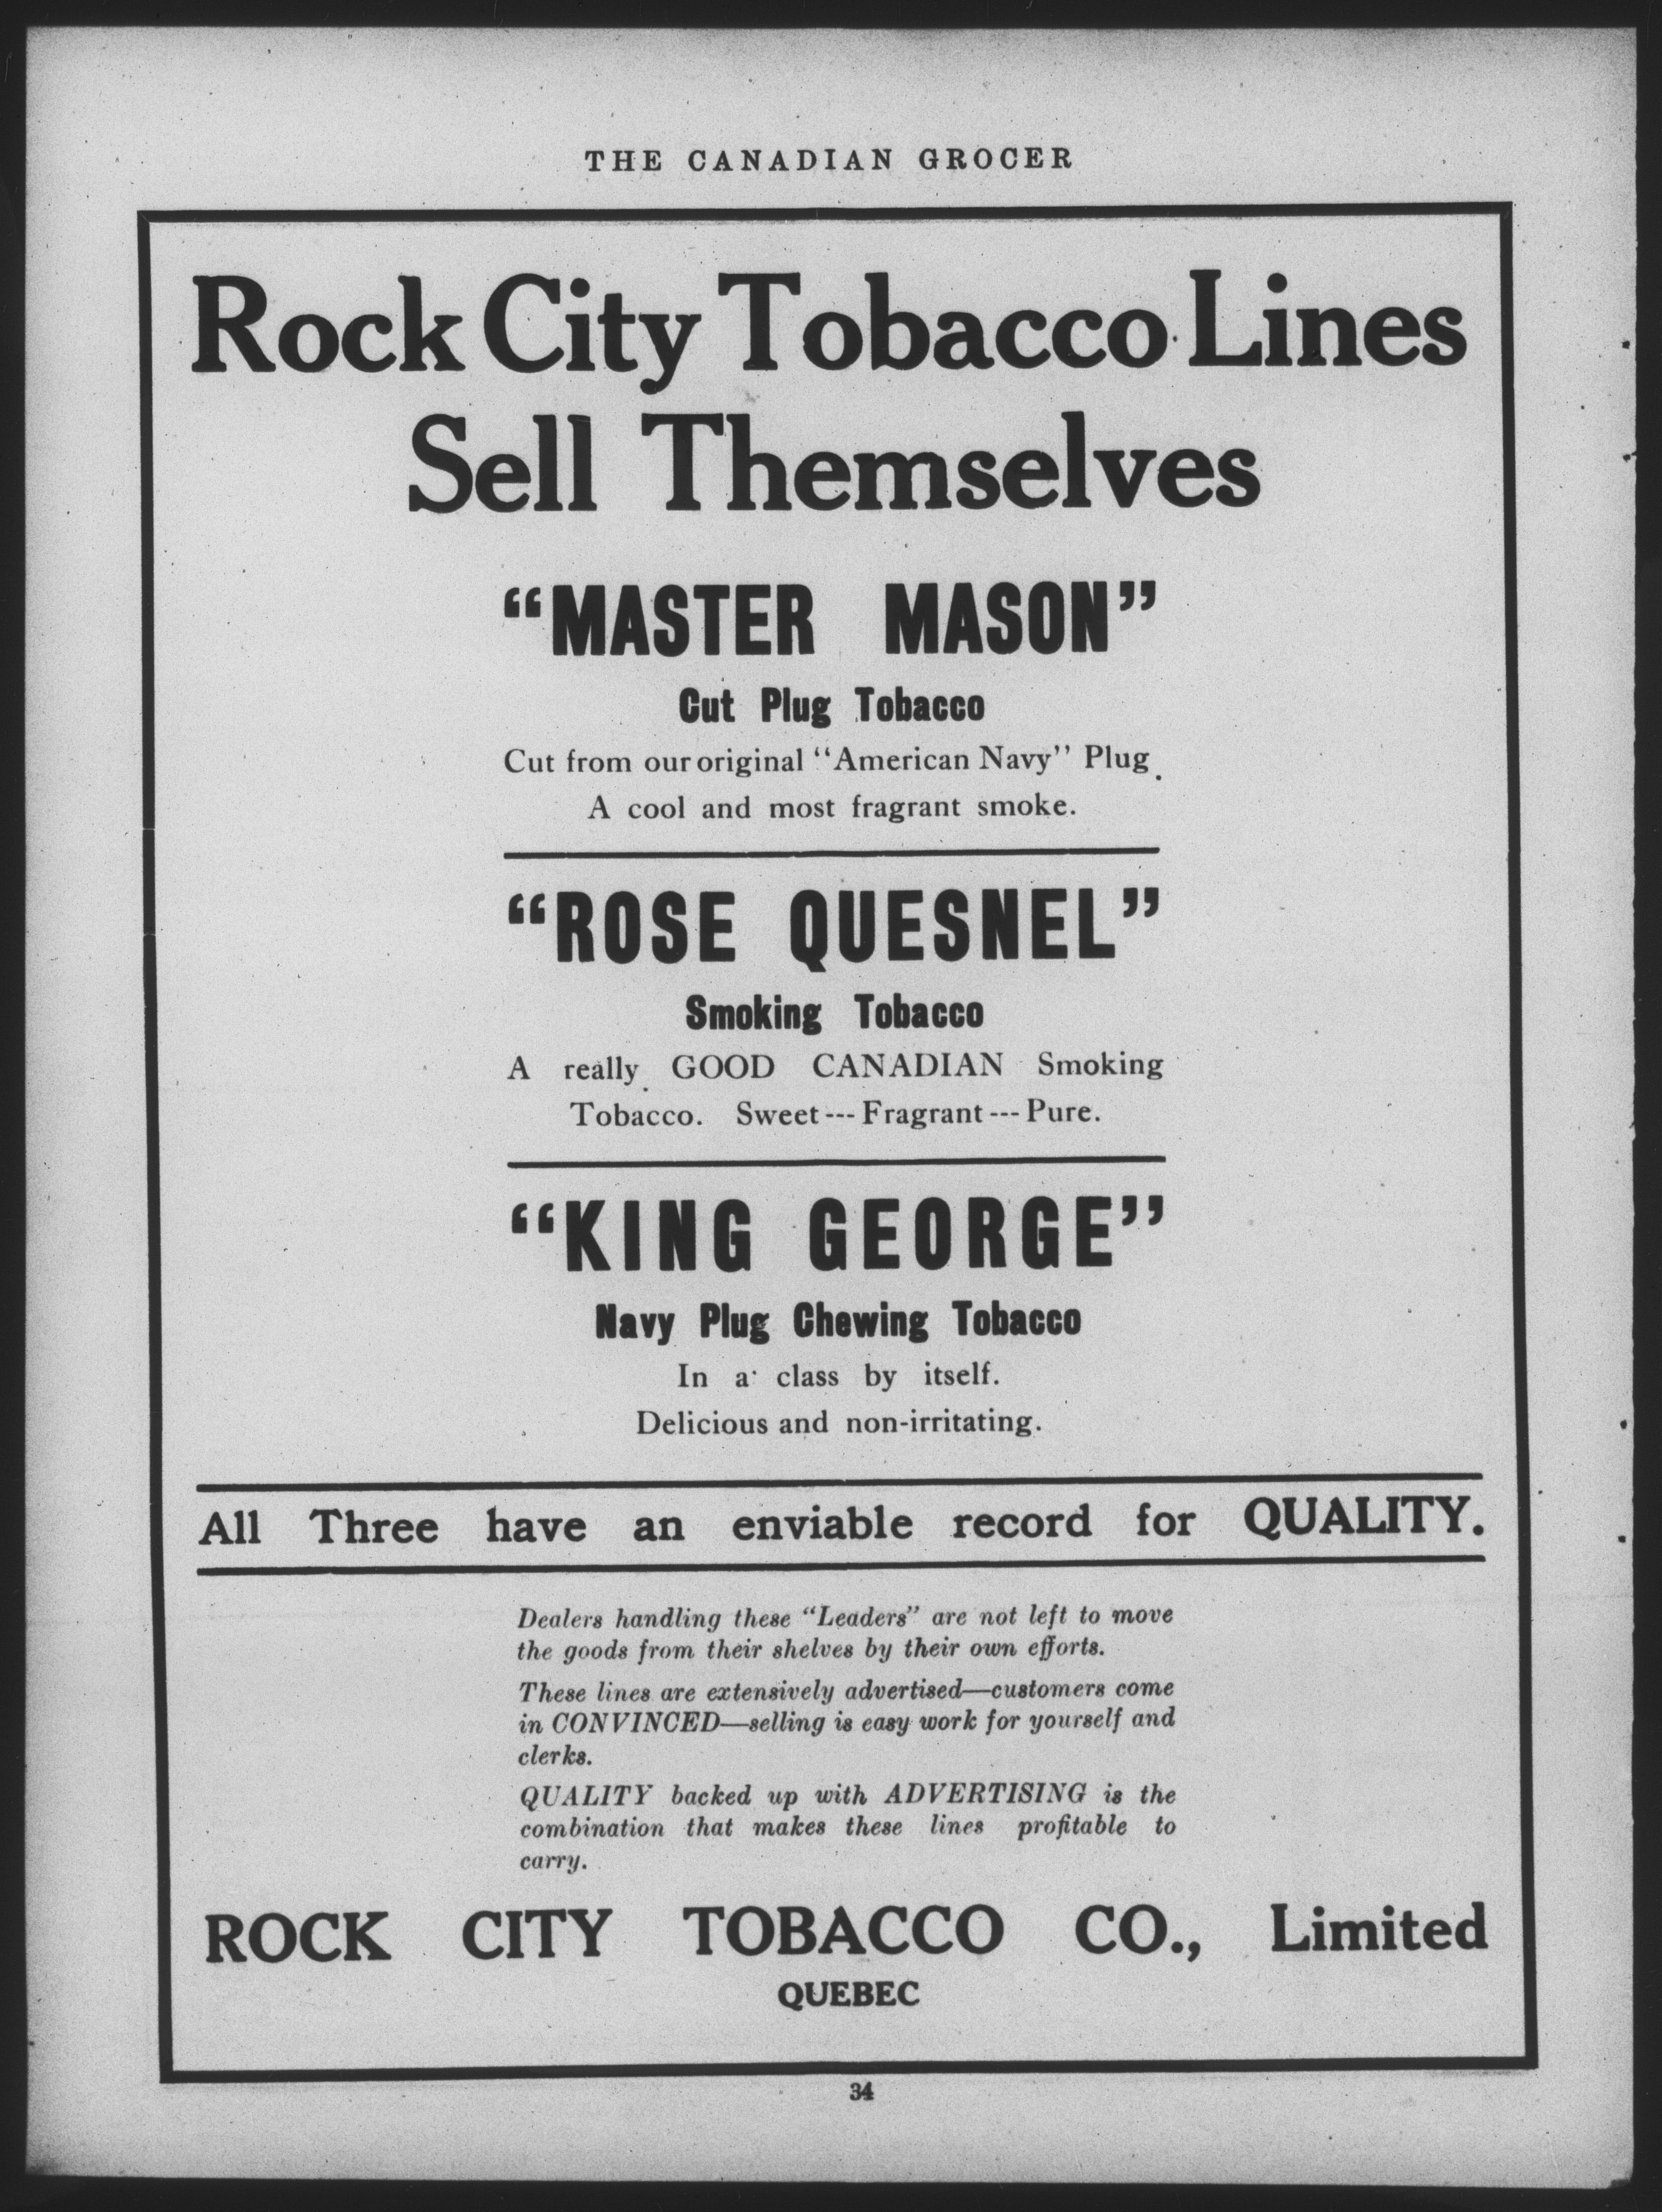 THE CANADIAN GROCER
Rock City Tobacco Lines
Sell Themselves
"MASTER MASON"
Cut Plug Tobacco
Cut from our original "American Navy" Plug.
A cool and most fragrant smoke.
"ROSE QUESNEL"
Smoking Tobacco
A really GOOD CANADIAN Smoking
Tobacco. Sweet---Fragrant---Pure.
"KING GEORGE"
Navy Plug Chewing Tobacco
In a class by itself.
Delicious and non-irritating.
All Three have an enviable record for QUALITY.
Dealers handling these "Leaders" are not left to move
the goods from their shelves by their own efforts.
These lines are extensively advertised—customers come
in CONVINCED—selling is easy work for yourself and
clerks.
QUALITY backed up with ADVERTISING is the
combination that makes these lines profitable to
carry.
ROCK CITY TOBACCO CO., Limited
QUEBEC
34